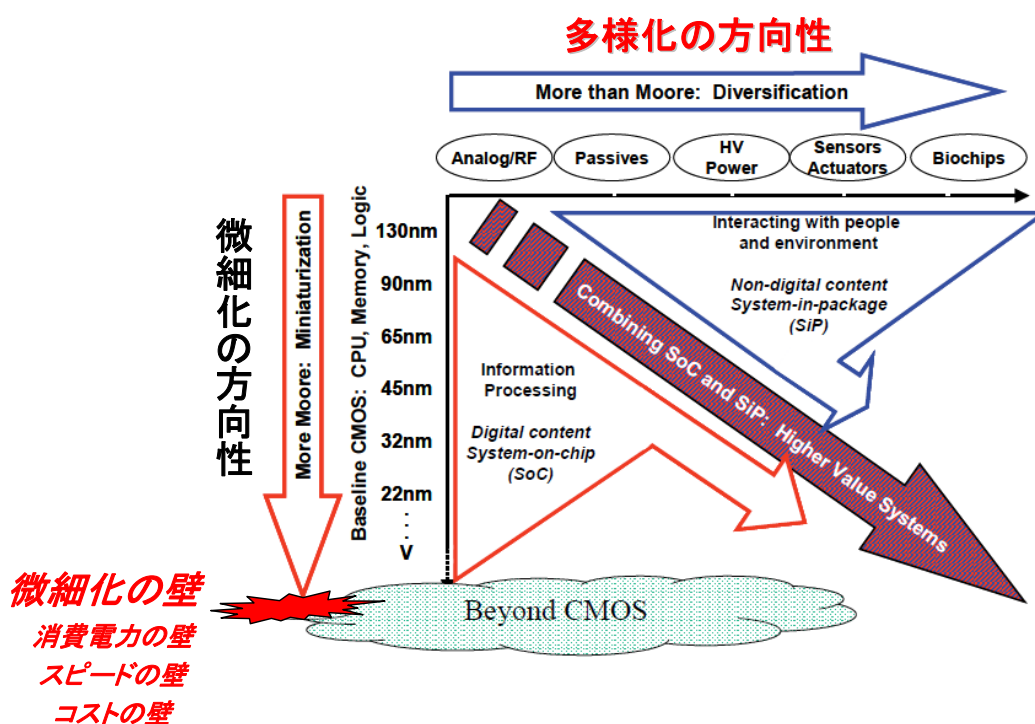 多様化の方向性
More than Moore: Diversification
Analog/RF
Passives
HV
Power
Sensors
Actuators
Biochips
微細化の方向性
More Moore: Miniaturization
Baseline CMOS: CPU, Memory, Logic
130nm
90nm
65nm
45nm
32nm
22nm
V
Interacting with people
and environment
Non-digital content
System-in-package
(SiP)
Combining SoC and SiP: Higher Value Systems
Information
Processing
Digital content
System-on-chip
(SoC)
Beyond CMOS
微細化の壁
消費電力の壁
スピードの壁
コストの壁